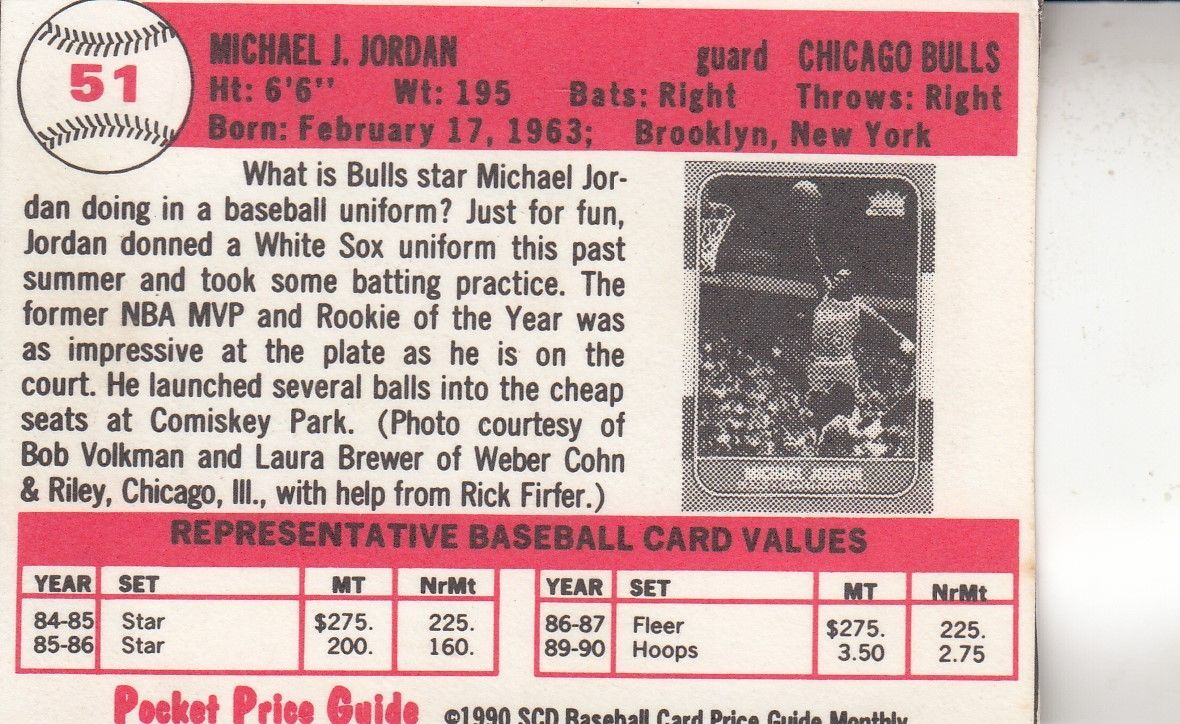 51
MICHAEL J. JORDAN guard CHICAGO BULLS
Ht: 6'6" Wt: 195 Bats: Right Throws: Right
Born: February 17, 1963; Brooklyn, New York
What is Bulls star Michael Jor-
dan doing in a baseball uniform? Just for fun,
Jordan donned a White Sox uniform this past
summer and took some batting practice. The
former NBA MVP and Rookie of the Year was
as impressive at the plate as he is on the
court. He launched several balls into the cheap
seats at Comiskey Park. (Photo courtesy of
Bob Volkman and Laura Brewer of Weber Cohn
& Riley, Chicago, Ill., with help from Rick Firfer.)
REPRESENTATIVE BASEBALL CARD VALUES
YEAR SET MT NrMt YEAR SET MT NrMt
84-85 Star $275. 225. 86-87 Fleer $275. 225.
85-86 Star 200. 160. 89-90 Hoops 3.50 2.75
Pocket Price Guide ©1990 SCD Baseball Card Price Guide Monthly